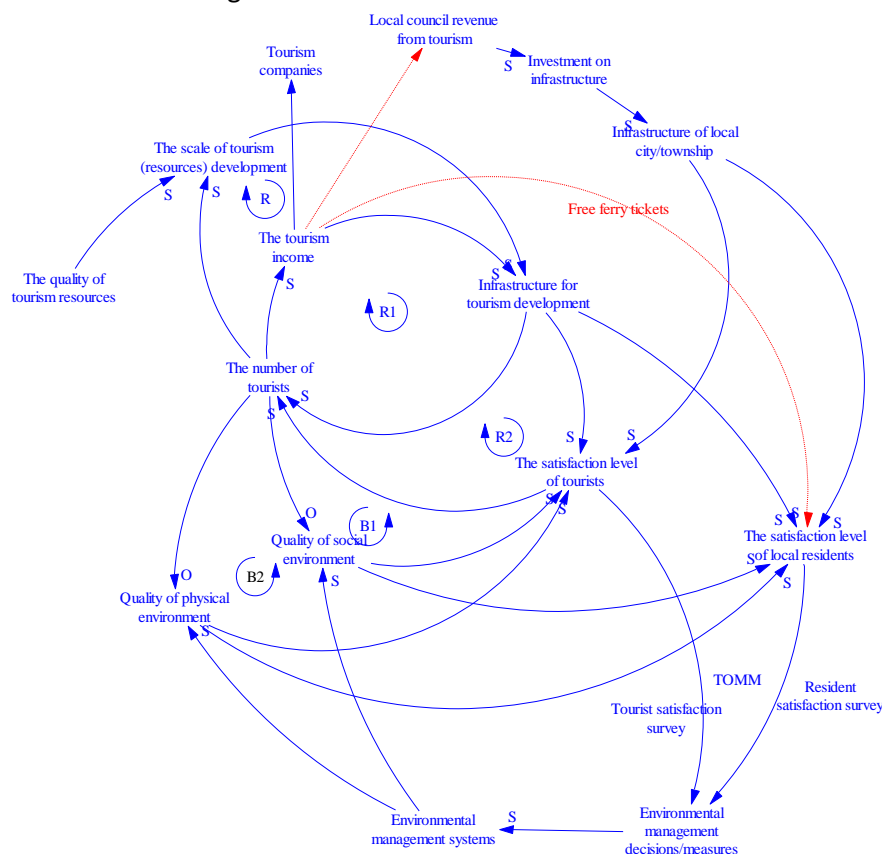 Local council revenue
from tourism
Tourism
companies
S
Investment on
infrastructure
S
Infrastructure of local
city/township
The scale of tourism
(resources) development
S
S
R
Free ferry tickets
The tourism
income
S
S
S
The quality of
tourism resources
Infrastructure for
tourism development
R1
The number of
tourists
S
S
R2
S
S
The satisfaction level
of tourists
S
S
O
B1
S
S
S
Quality of social
environment
The satisfaction level
of local residents
S
S
B2
O
S
Quality of physical
environment
S
TOMM
Resident
satisfaction survey
Tourist satisfaction
survey
Environmental
management systems
S
Environmental
management
decisions/measures